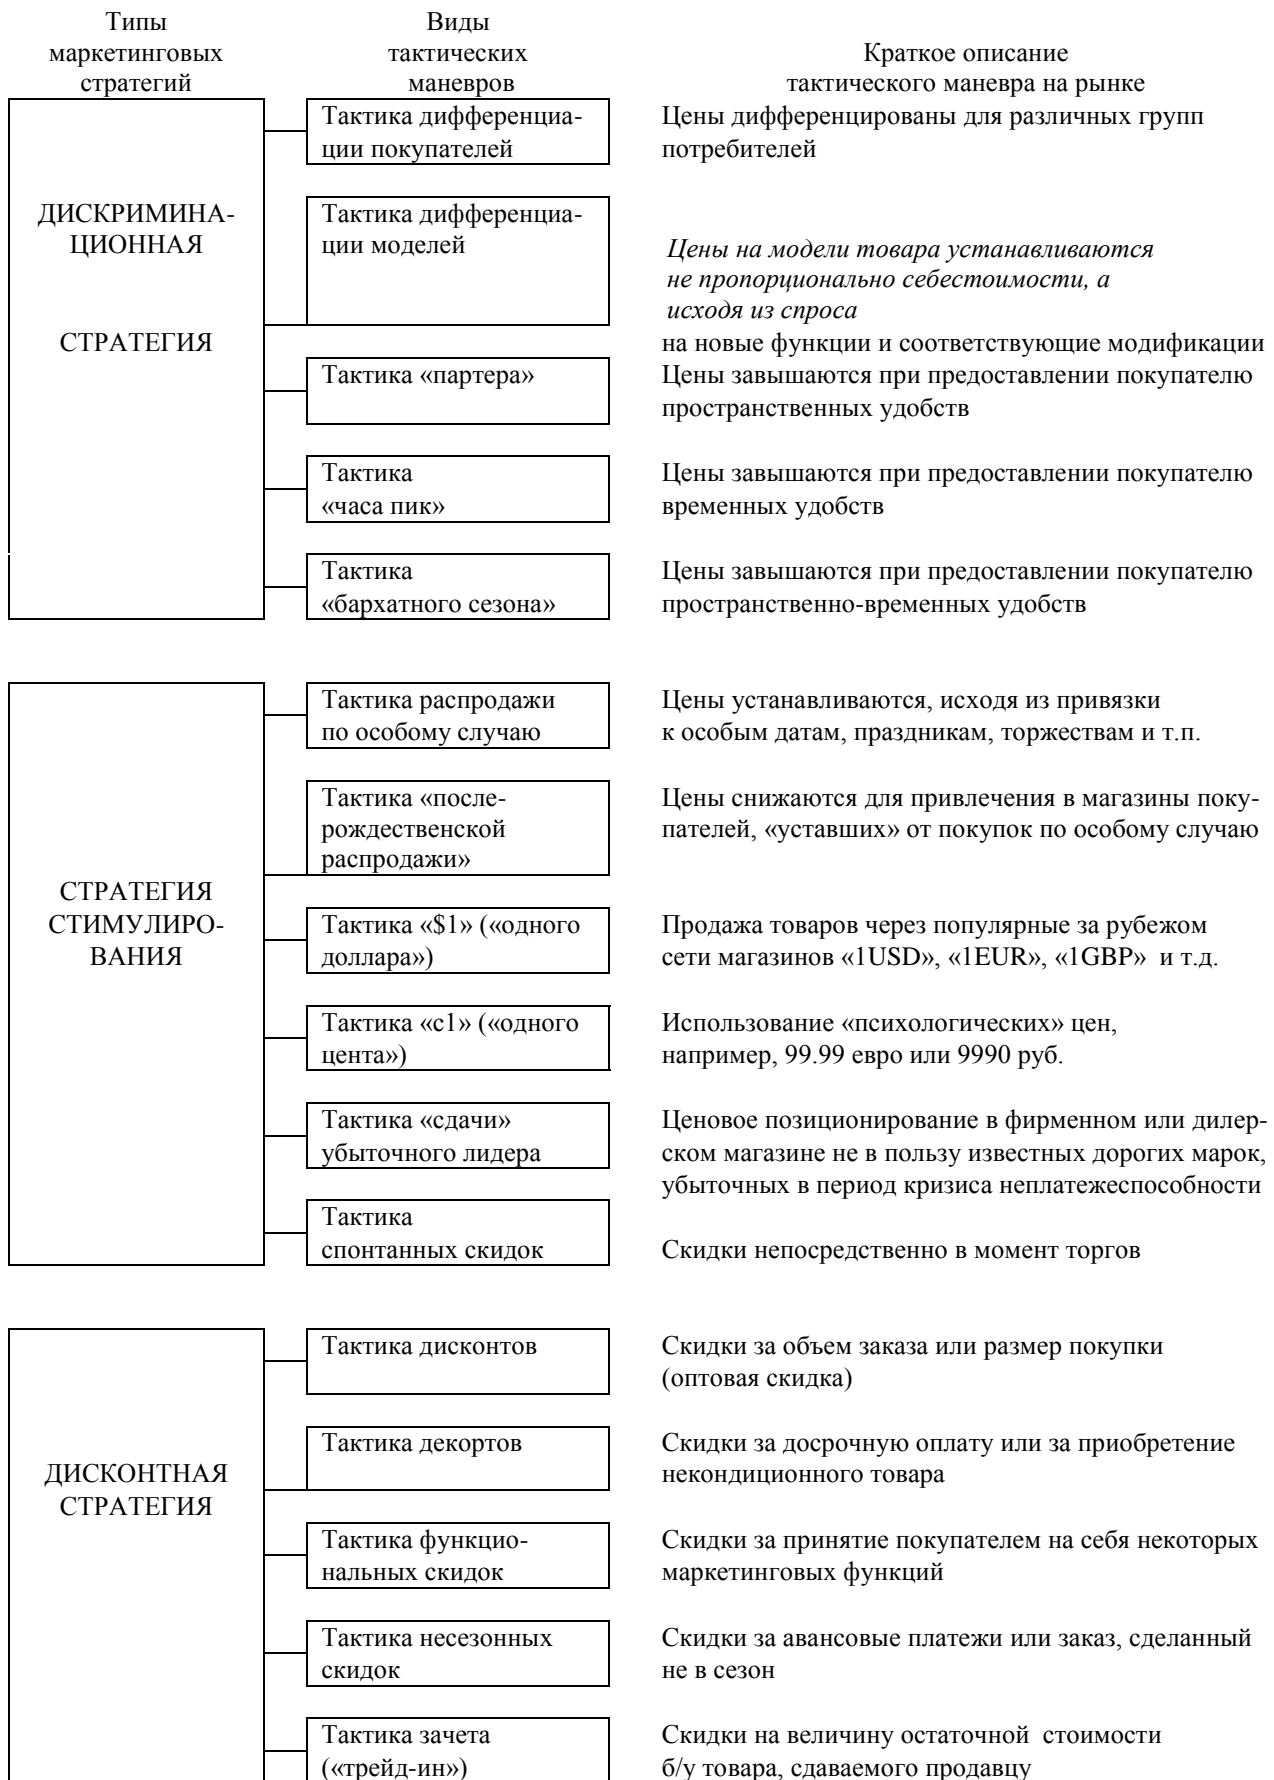 Типы
маркетинговых
стратегий
Виды
тактических
маневров
Краткое описание
тактического маневра на рынке
ДИСКРИМИНА-
ЦИОННАЯ
СТРАТЕГИЯ
Тактика дифференциа-
ции покупателей
Цены дифференцированы для различных групп
потребителей
Тактика дифференциа-
ции моделей
Цены на модели товара устанавливаются
не пропорционально себестоимости, а
исходя из спроса
на новые функции и соответствующие модификации
Тактика «партера»
Цены завышаются при предоставлении покупателю
пространственных удобств
Тактика
«часа пик»
Цены завышаются при предоставлении покупателю
временных удобств
Тактика
«бархатного сезона»
Цены завышаются при предоставлении покупателю
пространственно-временных удобств
СТРАТЕГИЯ
СТИМУЛИРО-
ВАНИЯ
Тактика распродажи
по особому случаю
Цены устанавливаются, исходя из привязки
к особым датам, праздникам, торжествам и т.п.
Тактика «после-
рождественской
распродажи»
Цены снижаются для привлечения в магазины поку-
пателей, «уставших» от покупок по особому случаю
Тактика «$1» («одного
доллара»)
Продажа товаров через популярные за рубежом
сети магазинов «1USD», «1EUR», «1GBP» и т.д.
Тактика «с1» («одного
цента»)
Использование «психологических» цен,
например, 99.99 евро или 9990 руб.
Тактика «сдачи»
убыточного лидера
Ценовое позиционирование в фирменном или дилер-
ском магазине не в пользу известных дорогих марок,
убыточных в период кризиса неплатежеспособности
Тактика
спонтанных скидок
Скидки непосредственно в момент торгов
ДИСКОНТНАЯ
СТРАТЕГИЯ
Тактика дисконтов
Скидки за объем заказа или размер покупки
(оптовая скидка)
Тактика декортов
Скидки за досрочную оплату или за приобретение
некондиционного товара
Тактика функцио-
нальных скидок
Скидки за принятие покупателем на себя некоторых
маркетинговых функций
Тактика несезонных
скидок
Скидки за авансовые платежи или заказ, сделанный
не в сезон
Тактика зачета
(«трейд-ин»)
Скидки на величину остаточной стоимости
б/у товара, сдаваемого продавцу